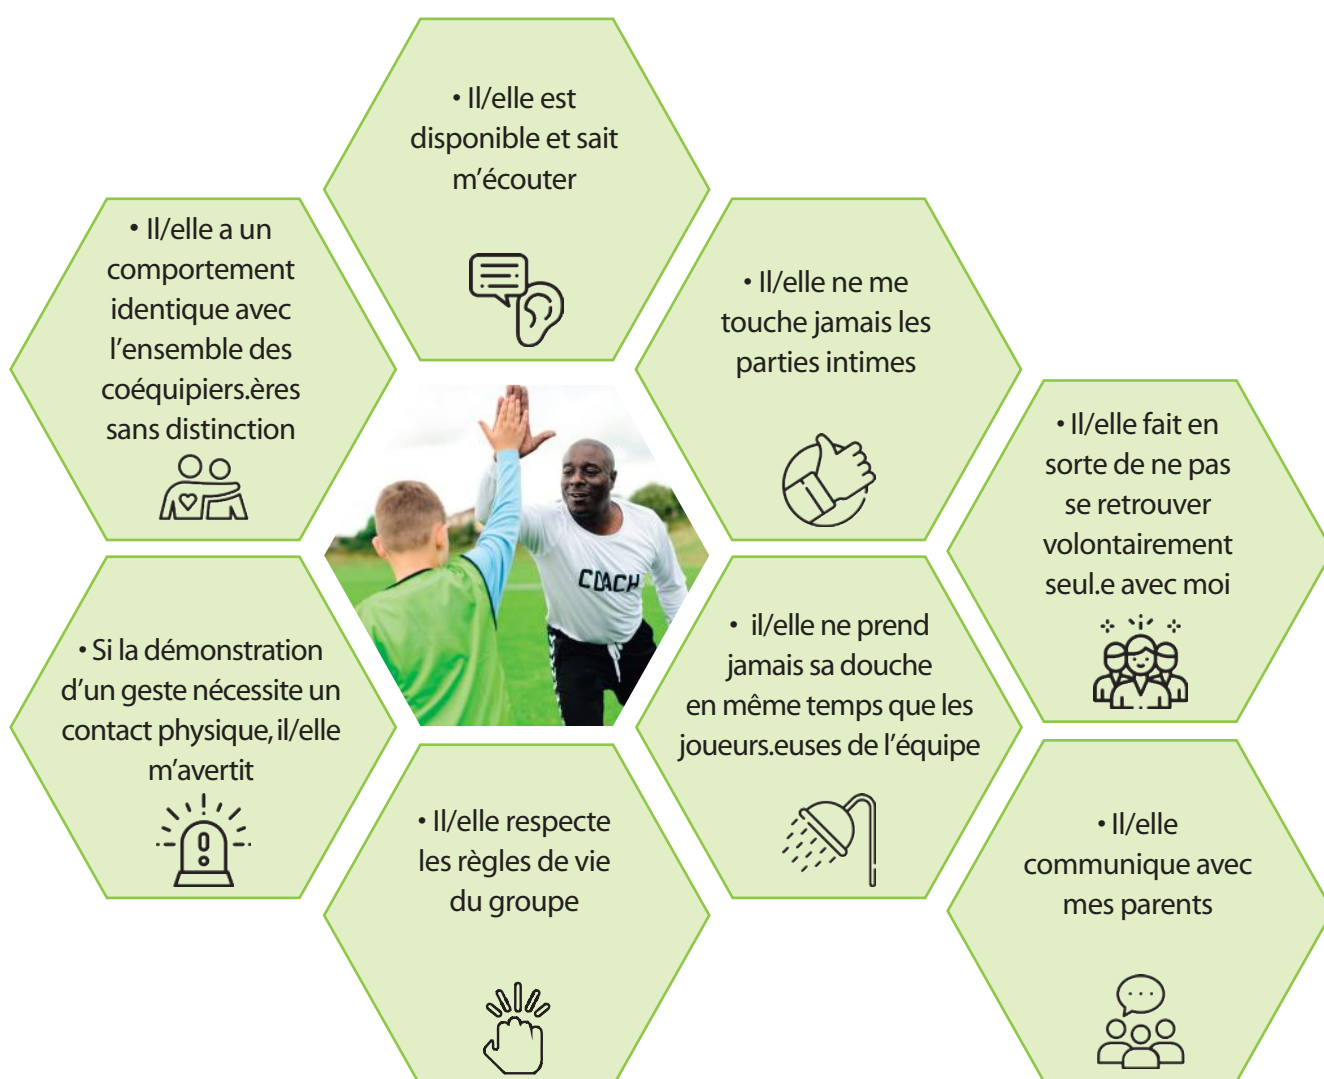 • Il/elle est
disponible et sait
m’écouter
• Il/elle a un
comportement
identique avec
l’ensemble des
coéquipiers.ères
sans distinction
• Il/elle ne me
touche jamais les
parties intimes
• Il/elle fait en
sorte de ne pas
se retrouver
volontairement
seul.e avec moi
COACH
• Si la démonstration
d’un geste nécessite un
contact physique, il/elle
m’avertit
• il/elle ne prend
jamais sa douche
en même temps que les
joueurs.euses de l’équipe
• Il/elle respecte
les règles de vie
du groupe
• Il/elle
communique avec
mes parents